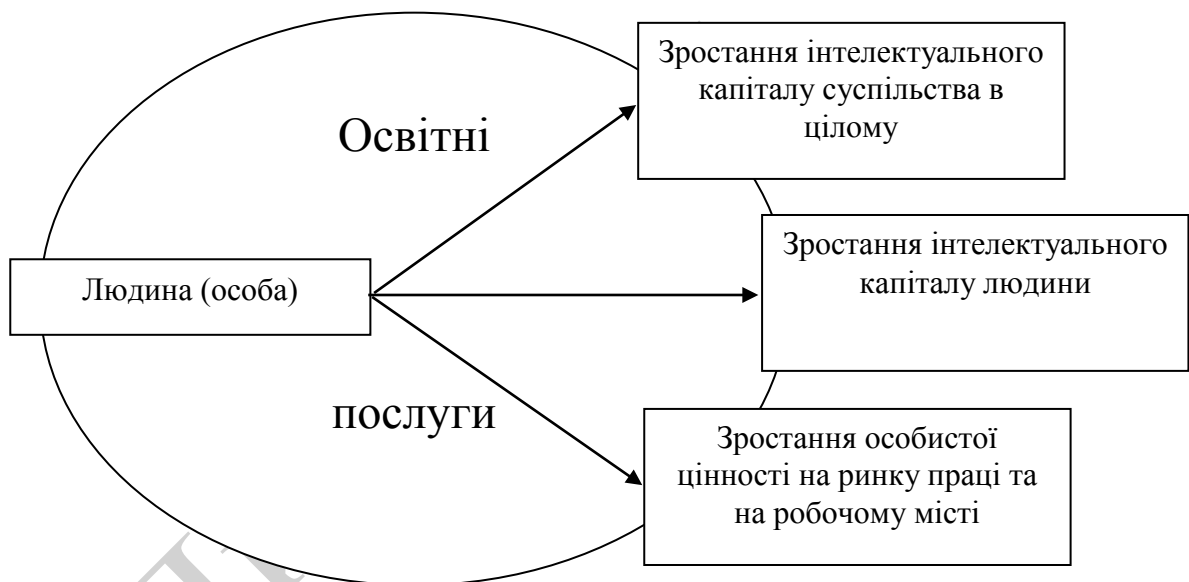 Зростання інтелектуального
капіталу суспільства в
цілому
Освітні
Зростання інтелектуального
капіталу людини
Людина (особа)
послуги
Зростання особистої
цінності на ринку праці та
на робочому місті